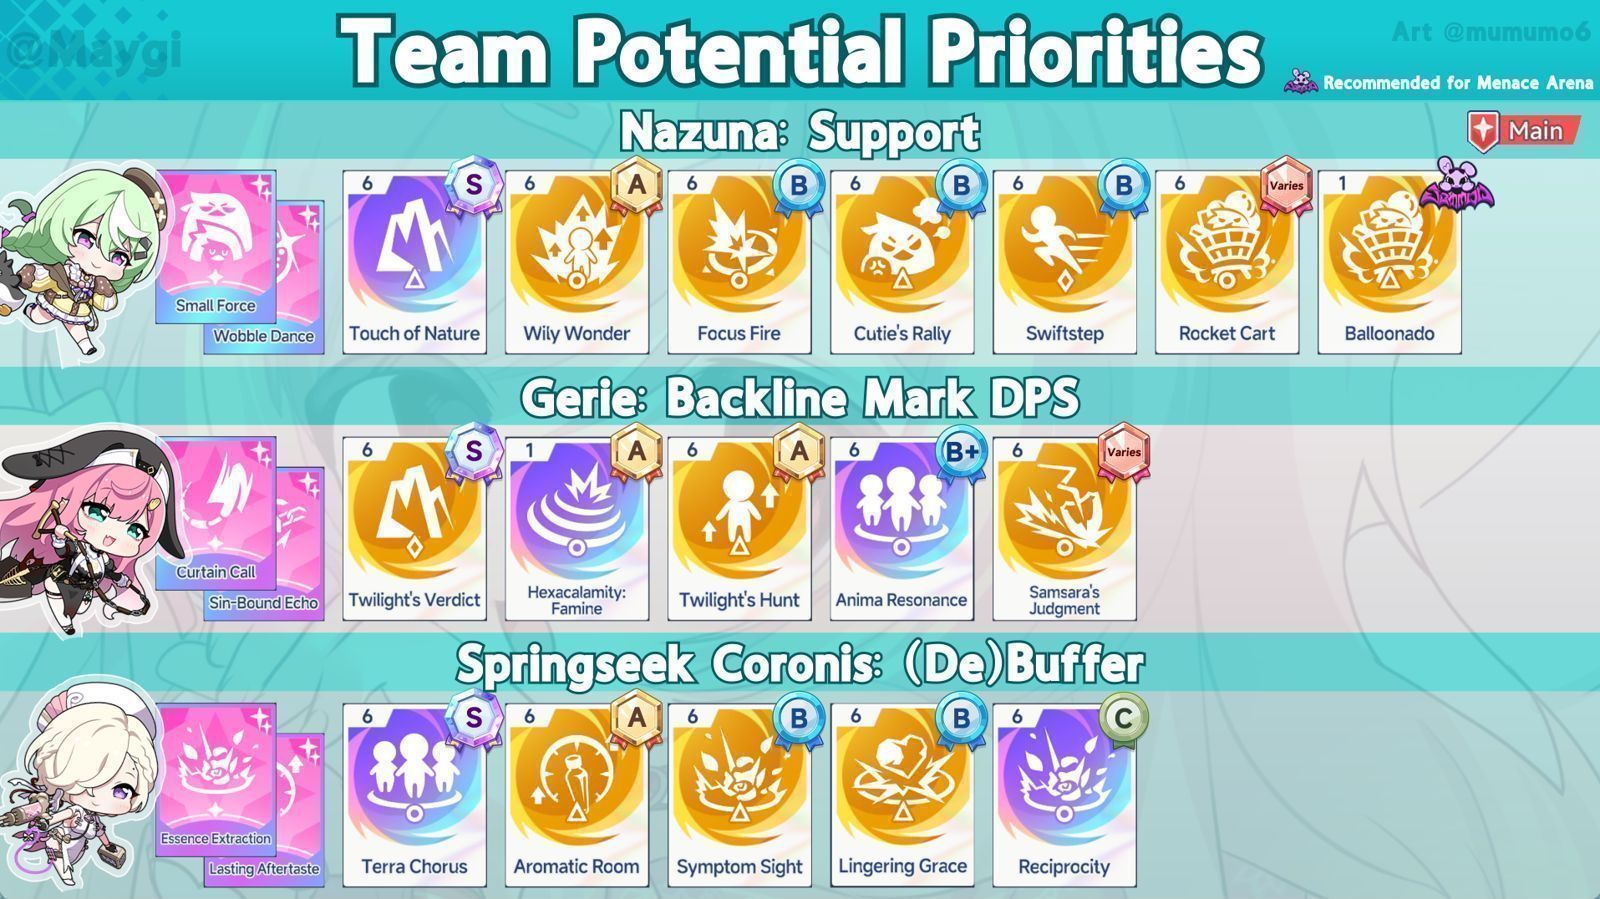 @Maygi
Team Potential Priorities
Art @mumumo6
Recommended for Menace Arena
Nazuna: Support
Main
Small Force
Wobble Dance
6 S Touch of Nature
6 A Wily Wonder
6 B Focus Fire
6 B Cutie's Rally
6 B Swiftstep
6 Varies Rocket Cart
1 Balloonado
Gerie: Backline Mark DPS
Curtain Call
Sin-Bound Echo
6 S Twilight's Verdict
1 A Hexacalamity:
Famine
6 A Twilight's Hunt
6 B+ Anima Resonance
6 Varies Samsara's
Judgment
Springseek Coronis: (De)Buffer
Essence Extraction
Lasting Aftertaste
6 S Terra Chorus
6 A Aromatic Room
6 B Symptom Sight
6 B Lingering Grace
6 C Reciprocity